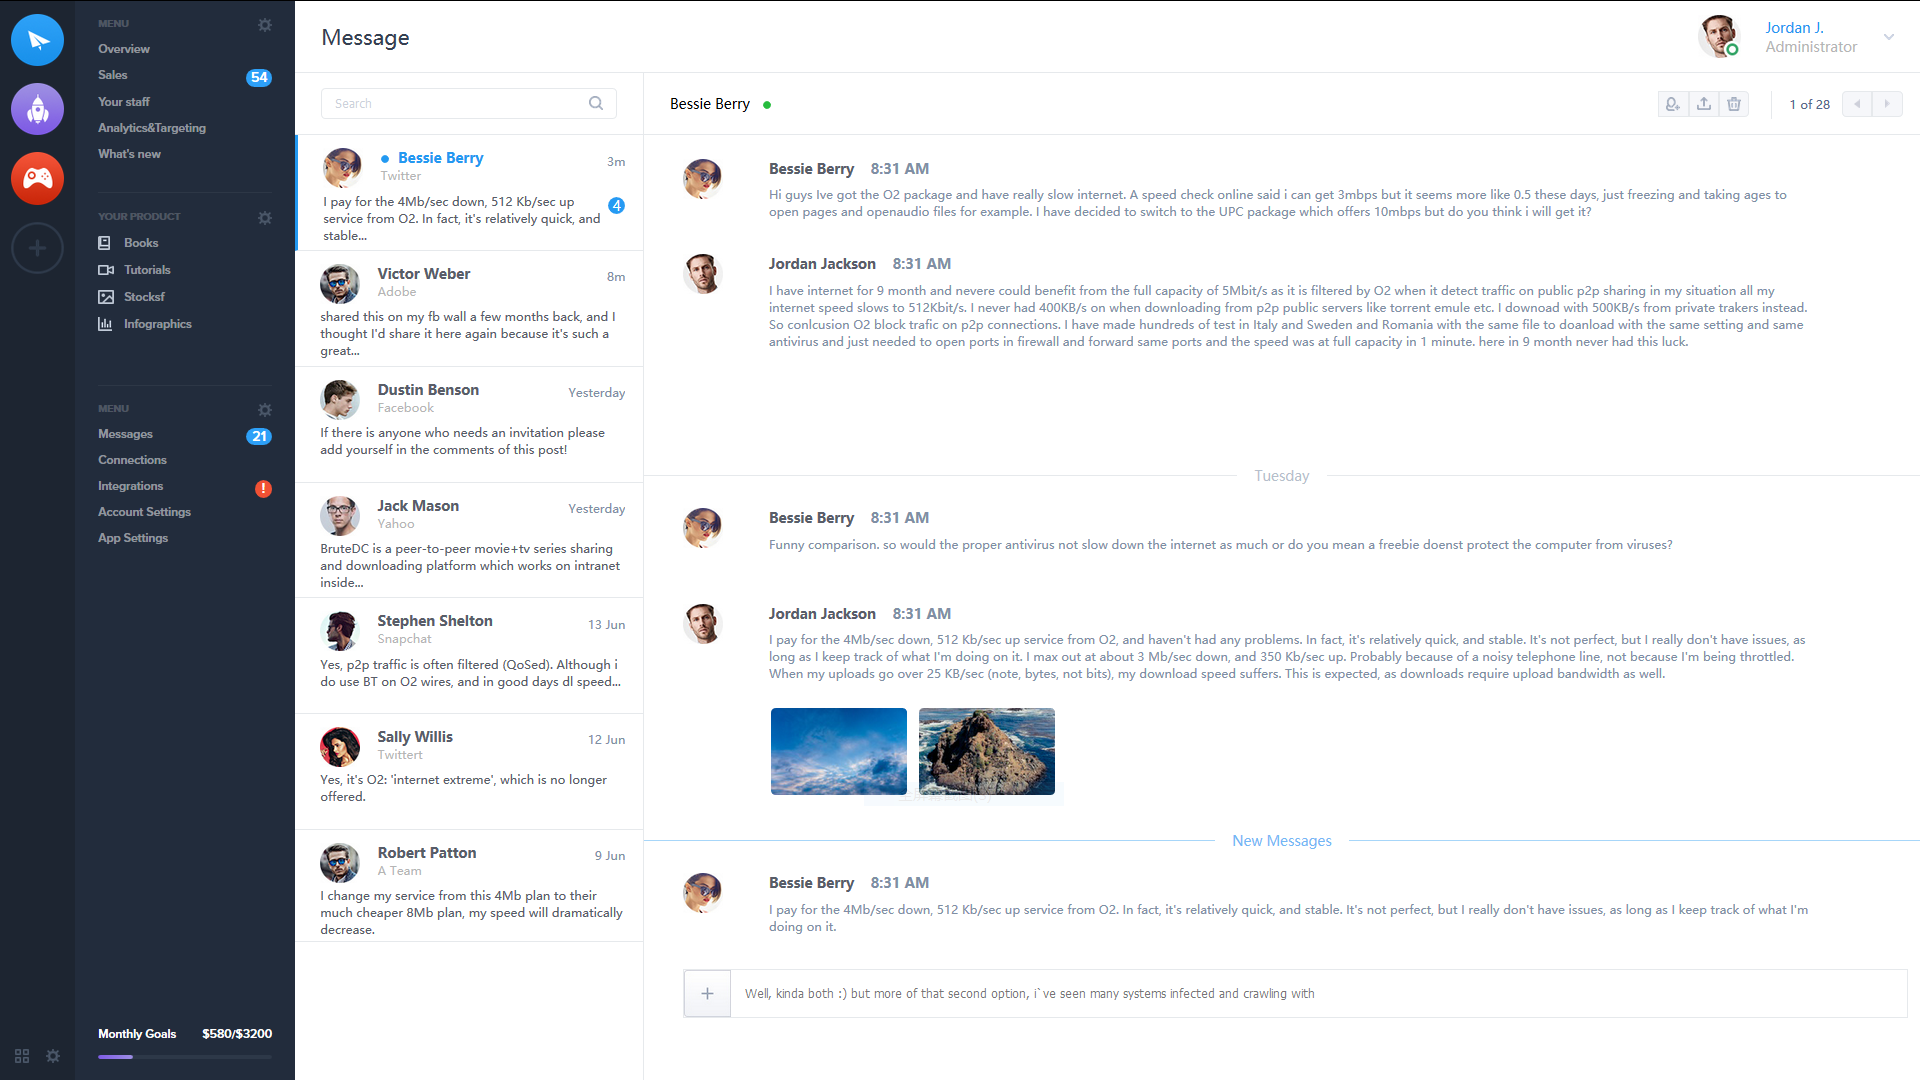 MENU
Overview
Sales
54
Your staff
Analytics&Targeting
What's new
YOUR PRODUCT
Books
Tutorials
Stocksf
Infographics
MENU
Messages
21
Connections
Integrations
!
Account Settings
App Settings
Monthly Goals $580/$3200
Message
Jordan J.
Administrator
Search
Bessie Berry
3m
Twitter
I pay for the 4Mb/sec down, 512 Kb/sec up
service from O2. In fact, it's relatively quick, and
stable...
4
Victor Weber
8m
Adobe
shared this on my fb wall a few months back, and I
thought I'd share it here again because it's such a
great...
Dustin Benson
Yesterday
Facebook
If there is anyone who needs an invitation please
add yourself in the comments of this post!
Jack Mason
Yesterday
Yahoo
BruteDC is a peer-to-peer movie+tv series sharing
and downloading platform which works on intranet
inside...
Stephen Shelton
13 Jun
Snapchat
Yes, p2p traffic is often filtered (QoSed). Although i
do use BT on O2 wires, and in good days dl speed...
Sally Willis
12 Jun
Twittert
Yes, it's O2: 'internet extreme', which is no longer
offered.
Robert Patton
9 Jun
A Team
I change my service from this 4Mb plan to their
much cheaper 8Mb plan, my speed will dramatically
decrease.
Bessie Berry
1 of 28
Bessie Berry 8:31 AM
Hi guys Ive got the O2 package and have really slow internet. A speed check online said i can get 3mbps but it seems more like 0.5 these days, just freezing and taking ages to
open pages and openaudio files for example. I have decided to switch to the UPC package which offers 10mbps but do you think i will get it?
Jordan Jackson 8:31 AM
I have internet for 9 month and nevere could benefit from the full capacity of 5Mbit/s as it is filtered by O2 when it detect traffic on public p2p sharing in my situation all my
internet speed slows to 512Kbit/s. I never had 400KB/s on when downloading from p2p public servers like torrent emule etc. I downoad with 500KB/s from private trakers instead.
So conlcusion O2 block trafic on p2p connections. I have made hundreds of test in Italy and Sweden and Romania with the same file to doanload with the same setting and same
antivirus and just needed to open ports in firewall and forward same ports and the speed was at full capacity in 1 minute. here in 9 month never had this luck.
Tuesday
Bessie Berry 8:31 AM
Funny comparison. so would the proper antivirus not slow down the internet as much or do you mean a freebie doenst protect the computer from viruses?
Jordan Jackson 8:31 AM
I pay for the 4Mb/sec down, 512 Kb/sec up service from O2, and haven't had any problems. In fact, it's relatively quick, and stable. It's not perfect, but I really don't have issues, as
long as I keep track of what I'm doing on it. I max out at about 3 Mb/sec down, and 350 Kb/sec up. Probably because of a noisy telephone line, not because I'm being throttled.
When my uploads go over 25 KB/sec (note, bytes, not bits), my download speed suffers. This is expected, as downloads require upload bandwidth as well.
New Messages
Bessie Berry 8:31 AM
I pay for the 4Mb/sec down, 512 Kb/sec up service from O2. In fact, it's relatively quick, and stable. It's not perfect, but I really don't have issues, as long as I keep track of what I'm
doing on it.
Well, kinda both :) but more of that second option, i`ve seen many systems infected and crawling with